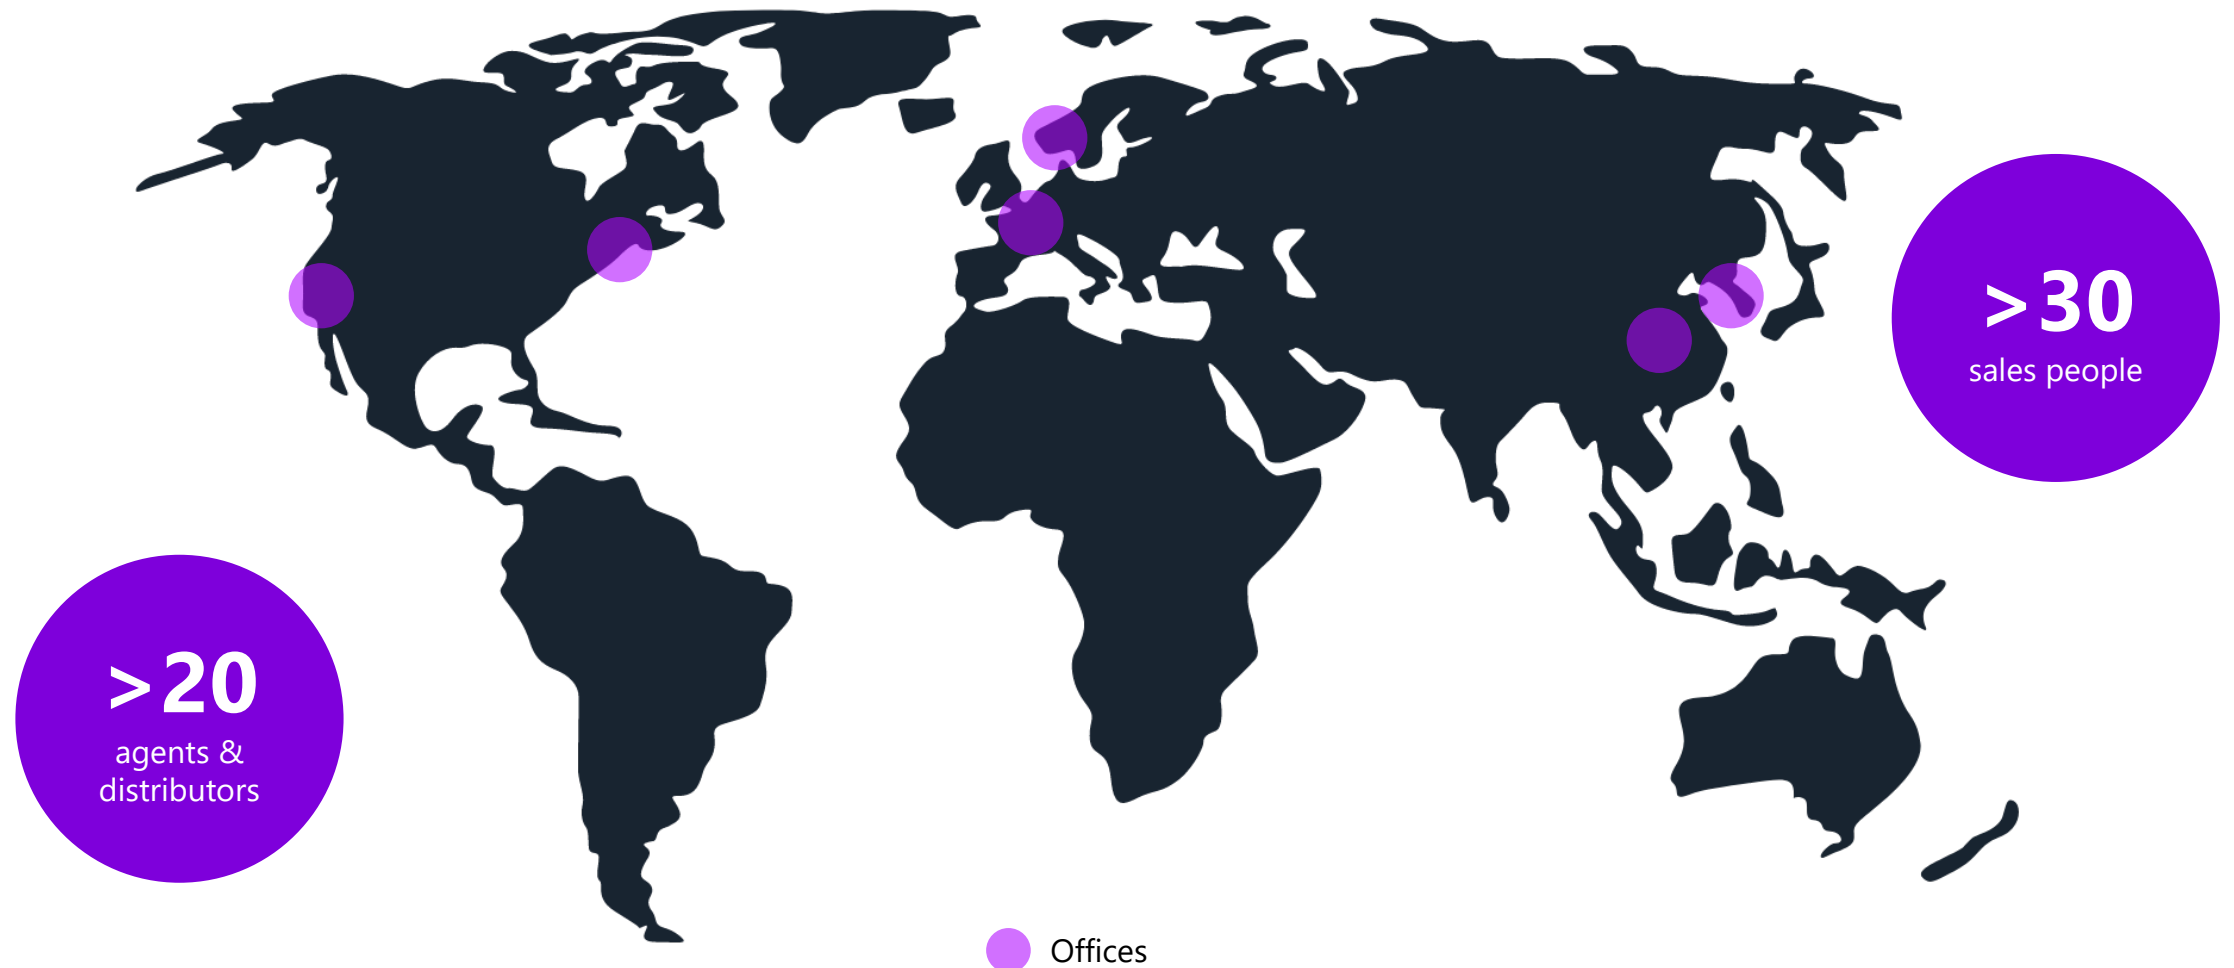 >30
sales people
>20
agents &
distributors
Offices